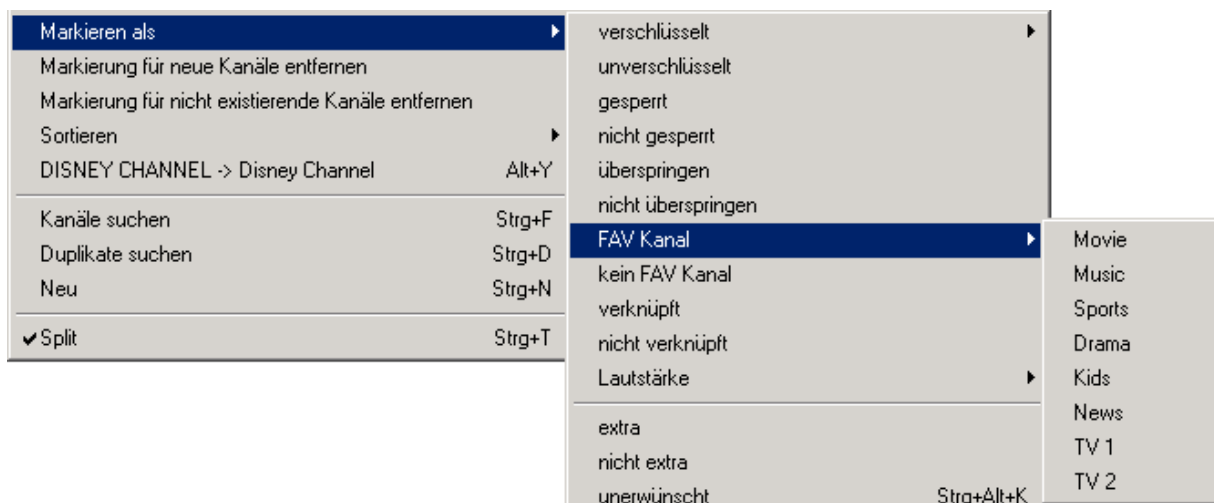 Markieren als
Markierung für neue Kanäle entfernen
Markierung für nicht existierende Kanäle entfernen
Sortieren
DISNEY CHANNEL -> Disney Channel Alt+Y
Kanäle suchen Strg+F
Duplikate suchen Strg+D
Neu Strg+N
Split Strg+T
verschlüsselt
unverschlüsselt
gesperrt
nicht gesperrt
überspringen
nicht überspringen
FAV Kanal
kein FAV Kanal
verknüpft
nicht verknüpft
Lautstärke
extra
nicht extra
unerwünscht Strg+Alt+K
Movie
Music
Sports
Drama
Kids
News
TV 1
TV 2